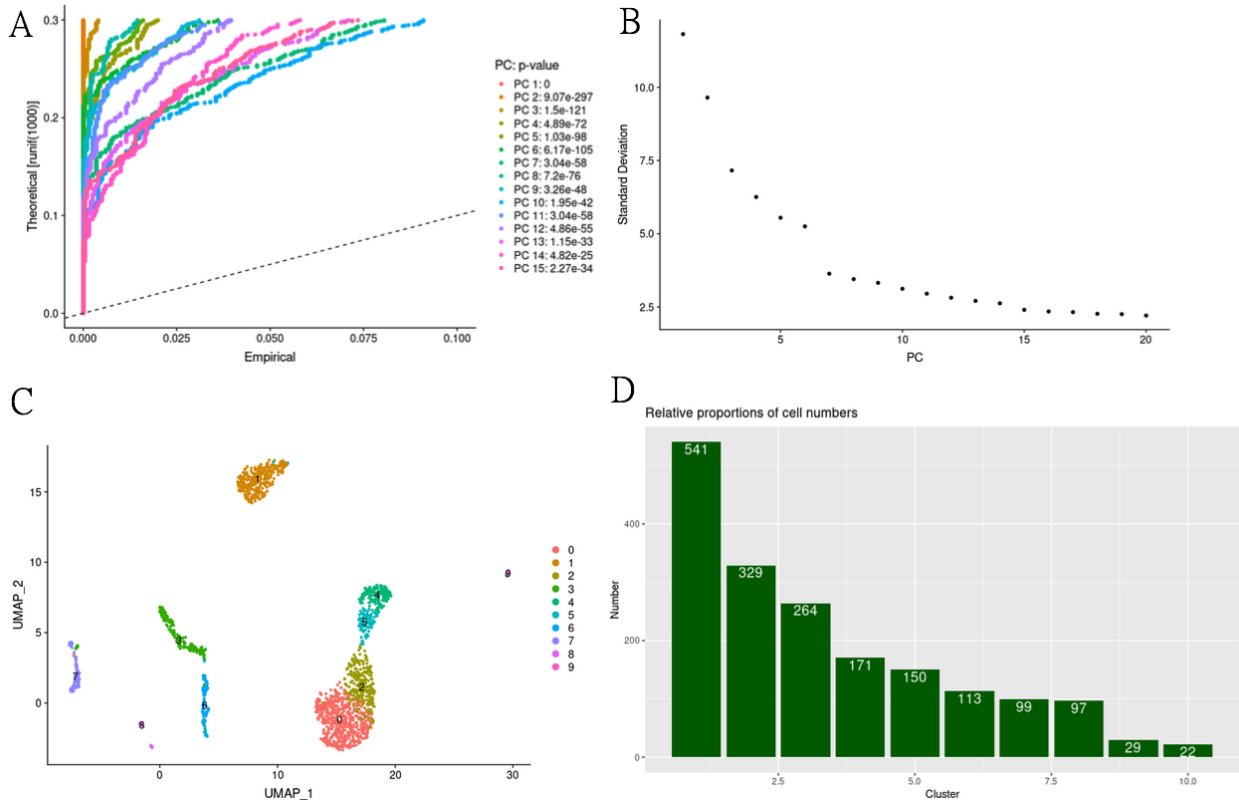 A
0.3
0.2
0.1
0.0
Theoretical [runif(1000)]
0.000
0.025
0.050
0.075
0.100
Empirical
PC: p-value
PC 1: 0
PC 2: 9.07e-297
PC 3: 1.5e-121
PC 4: 4.89e-72
PC 5: 1.03e-98
PC 6: 6.17e-105
PC 7: 3.04e-58
PC 8: 7.2e-76
PC 9: 3.26e-48
PC 10: 1.95e-42
PC 11: 3.04e-58
PC 12: 4.86e-55
PC 13: 1.15e-33
PC 14: 4.82e-25
PC 15: 2.27e-34
B
10.0
7.5
5.0
2.5
Standard Deviation
5
10
15
20
PC
C
15
10
5
0
UMAP_2
1
9
4
5
3
2
7
6
0
8
0
10
20
30
UMAP_1
0
1
2
3
4
5
6
7
8
9
D
Relative proportions of cell numbers
400
200
0
Number
541
329
264
171
150
113
99
97
29
22
2.5
5.0
7.5
10.0
Cluster